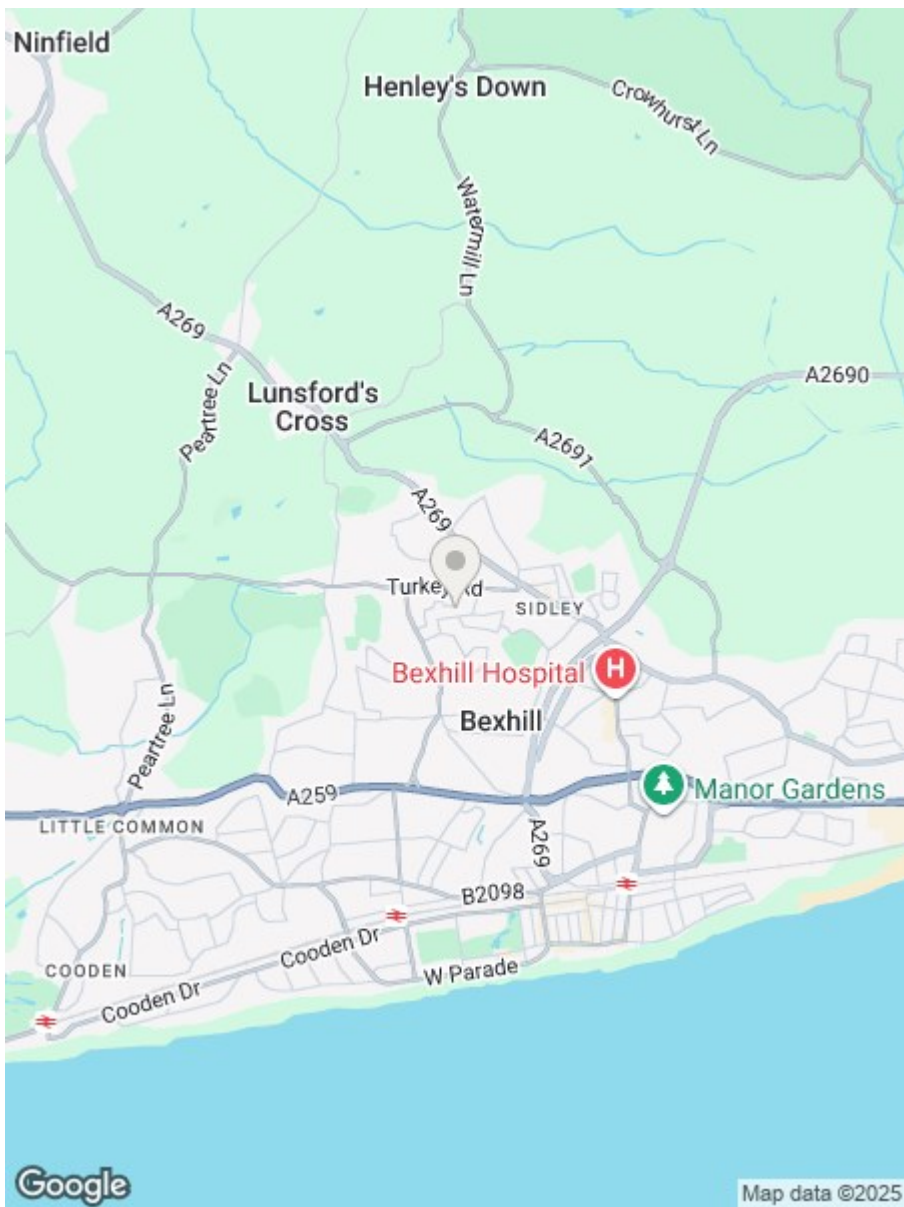 Ninfield
Henley's Down
Crowhurst Ln
Watermill Ln
A269
A2690
Peartree Ln
Lunsford's
Cross
A2691
A269
Turkey Rd
SIDLEY
Bexhill Hospital
H
Bexhill
Peartree Ln
A259
Manor Gardens
LITTLE COMMON
A269
B2098
Cooden Dr
W Parade
COODEN
Cooden Dr
Google
Map data ©2025